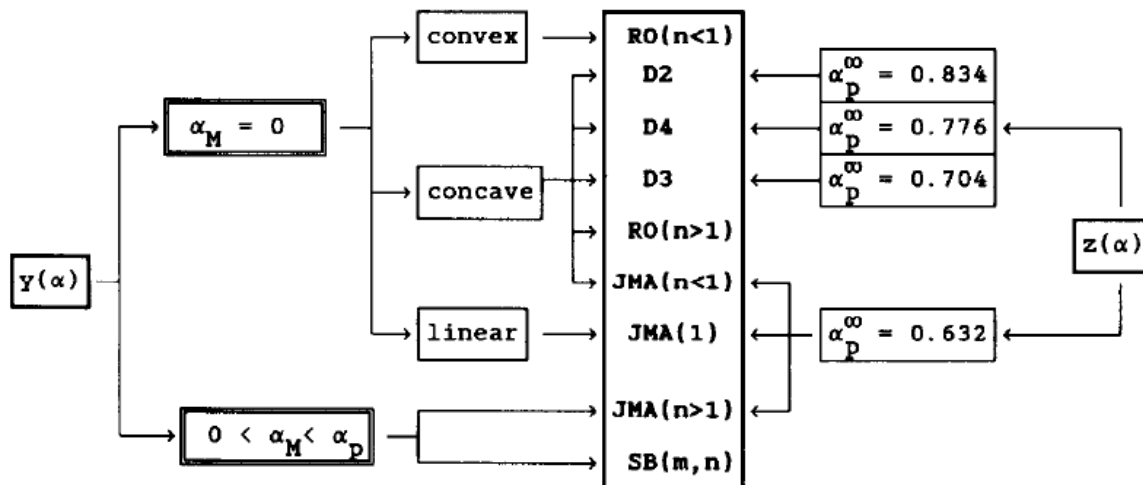 convex
RO(n<1)
D2
α_p^∞ = 0.834
α_M = 0
D4
α_p^∞ = 0.776
concave
D3
α_p^∞ = 0.704
RO(n>1)
z(α)
y(α)
JMA(n<1)
linear
JMA(1)
α_p^∞ = 0.632
JMA(n>1)
0 < α_M< α_p
SB(m,n)